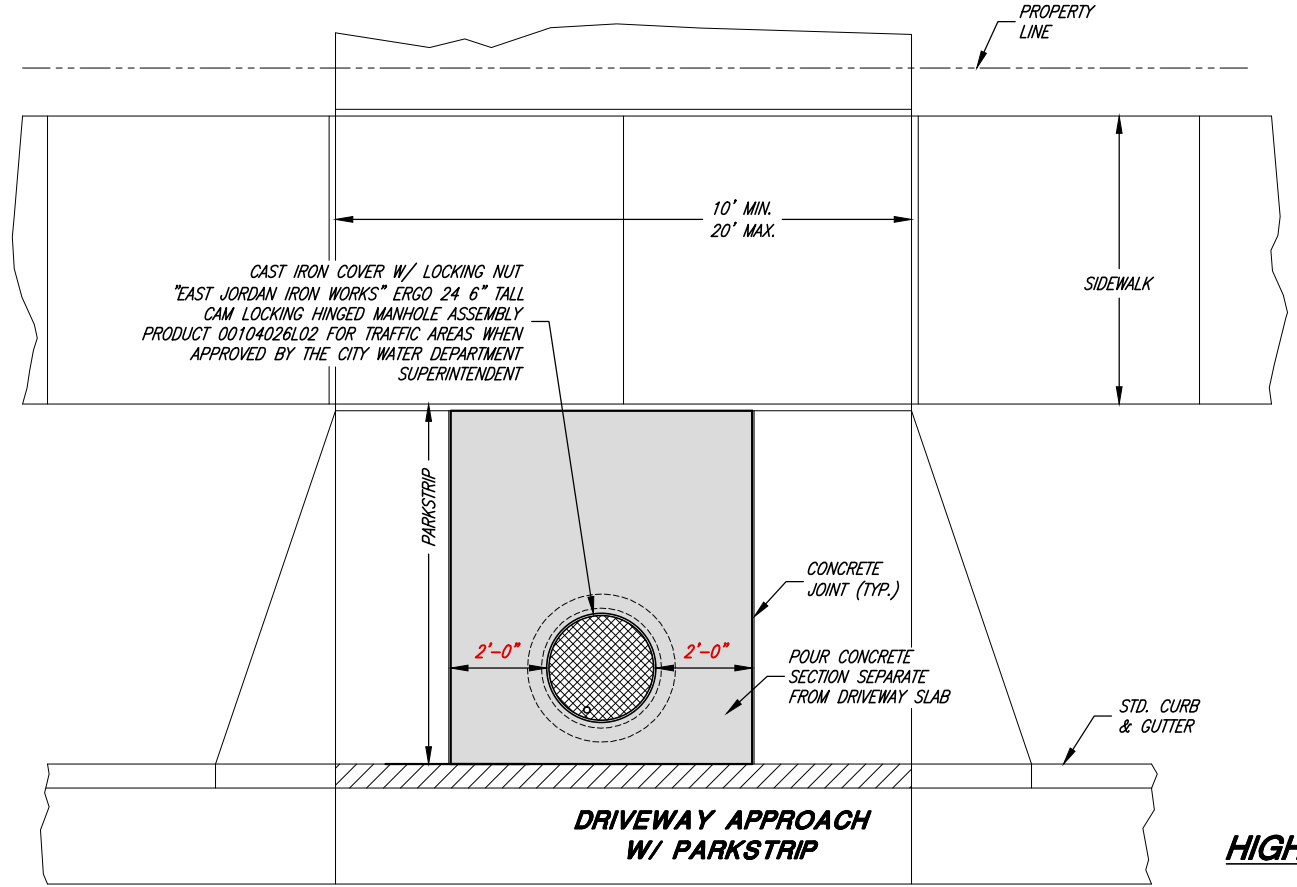 PROPERTY
LINE
10' MIN.
20' MAX.
SIDEWALK
CAST IRON COVER W/ LOCKING NUT
"EAST JORDAN IRON WORKS" ERGO 24 6" TALL
CAM LOCKING HINGED MANHOLE ASSEMBLY
PRODUCT 00104026L02 FOR TRAFFIC AREAS WHEN
APPROVED BY THE CITY WATER DEPARTMENT
SUPERINTENDENT
PARKSTRIP
CONCRETE
JOINT (TYP.)
2'-0"
2'-0"
POUR CONCRETE
SECTION SEPARATE
FROM DRIVEWAY SLAB
STD. CURB
& GUTTER
DRIVEWAY APPROACH
W/ PARKSTRIP
HIGH